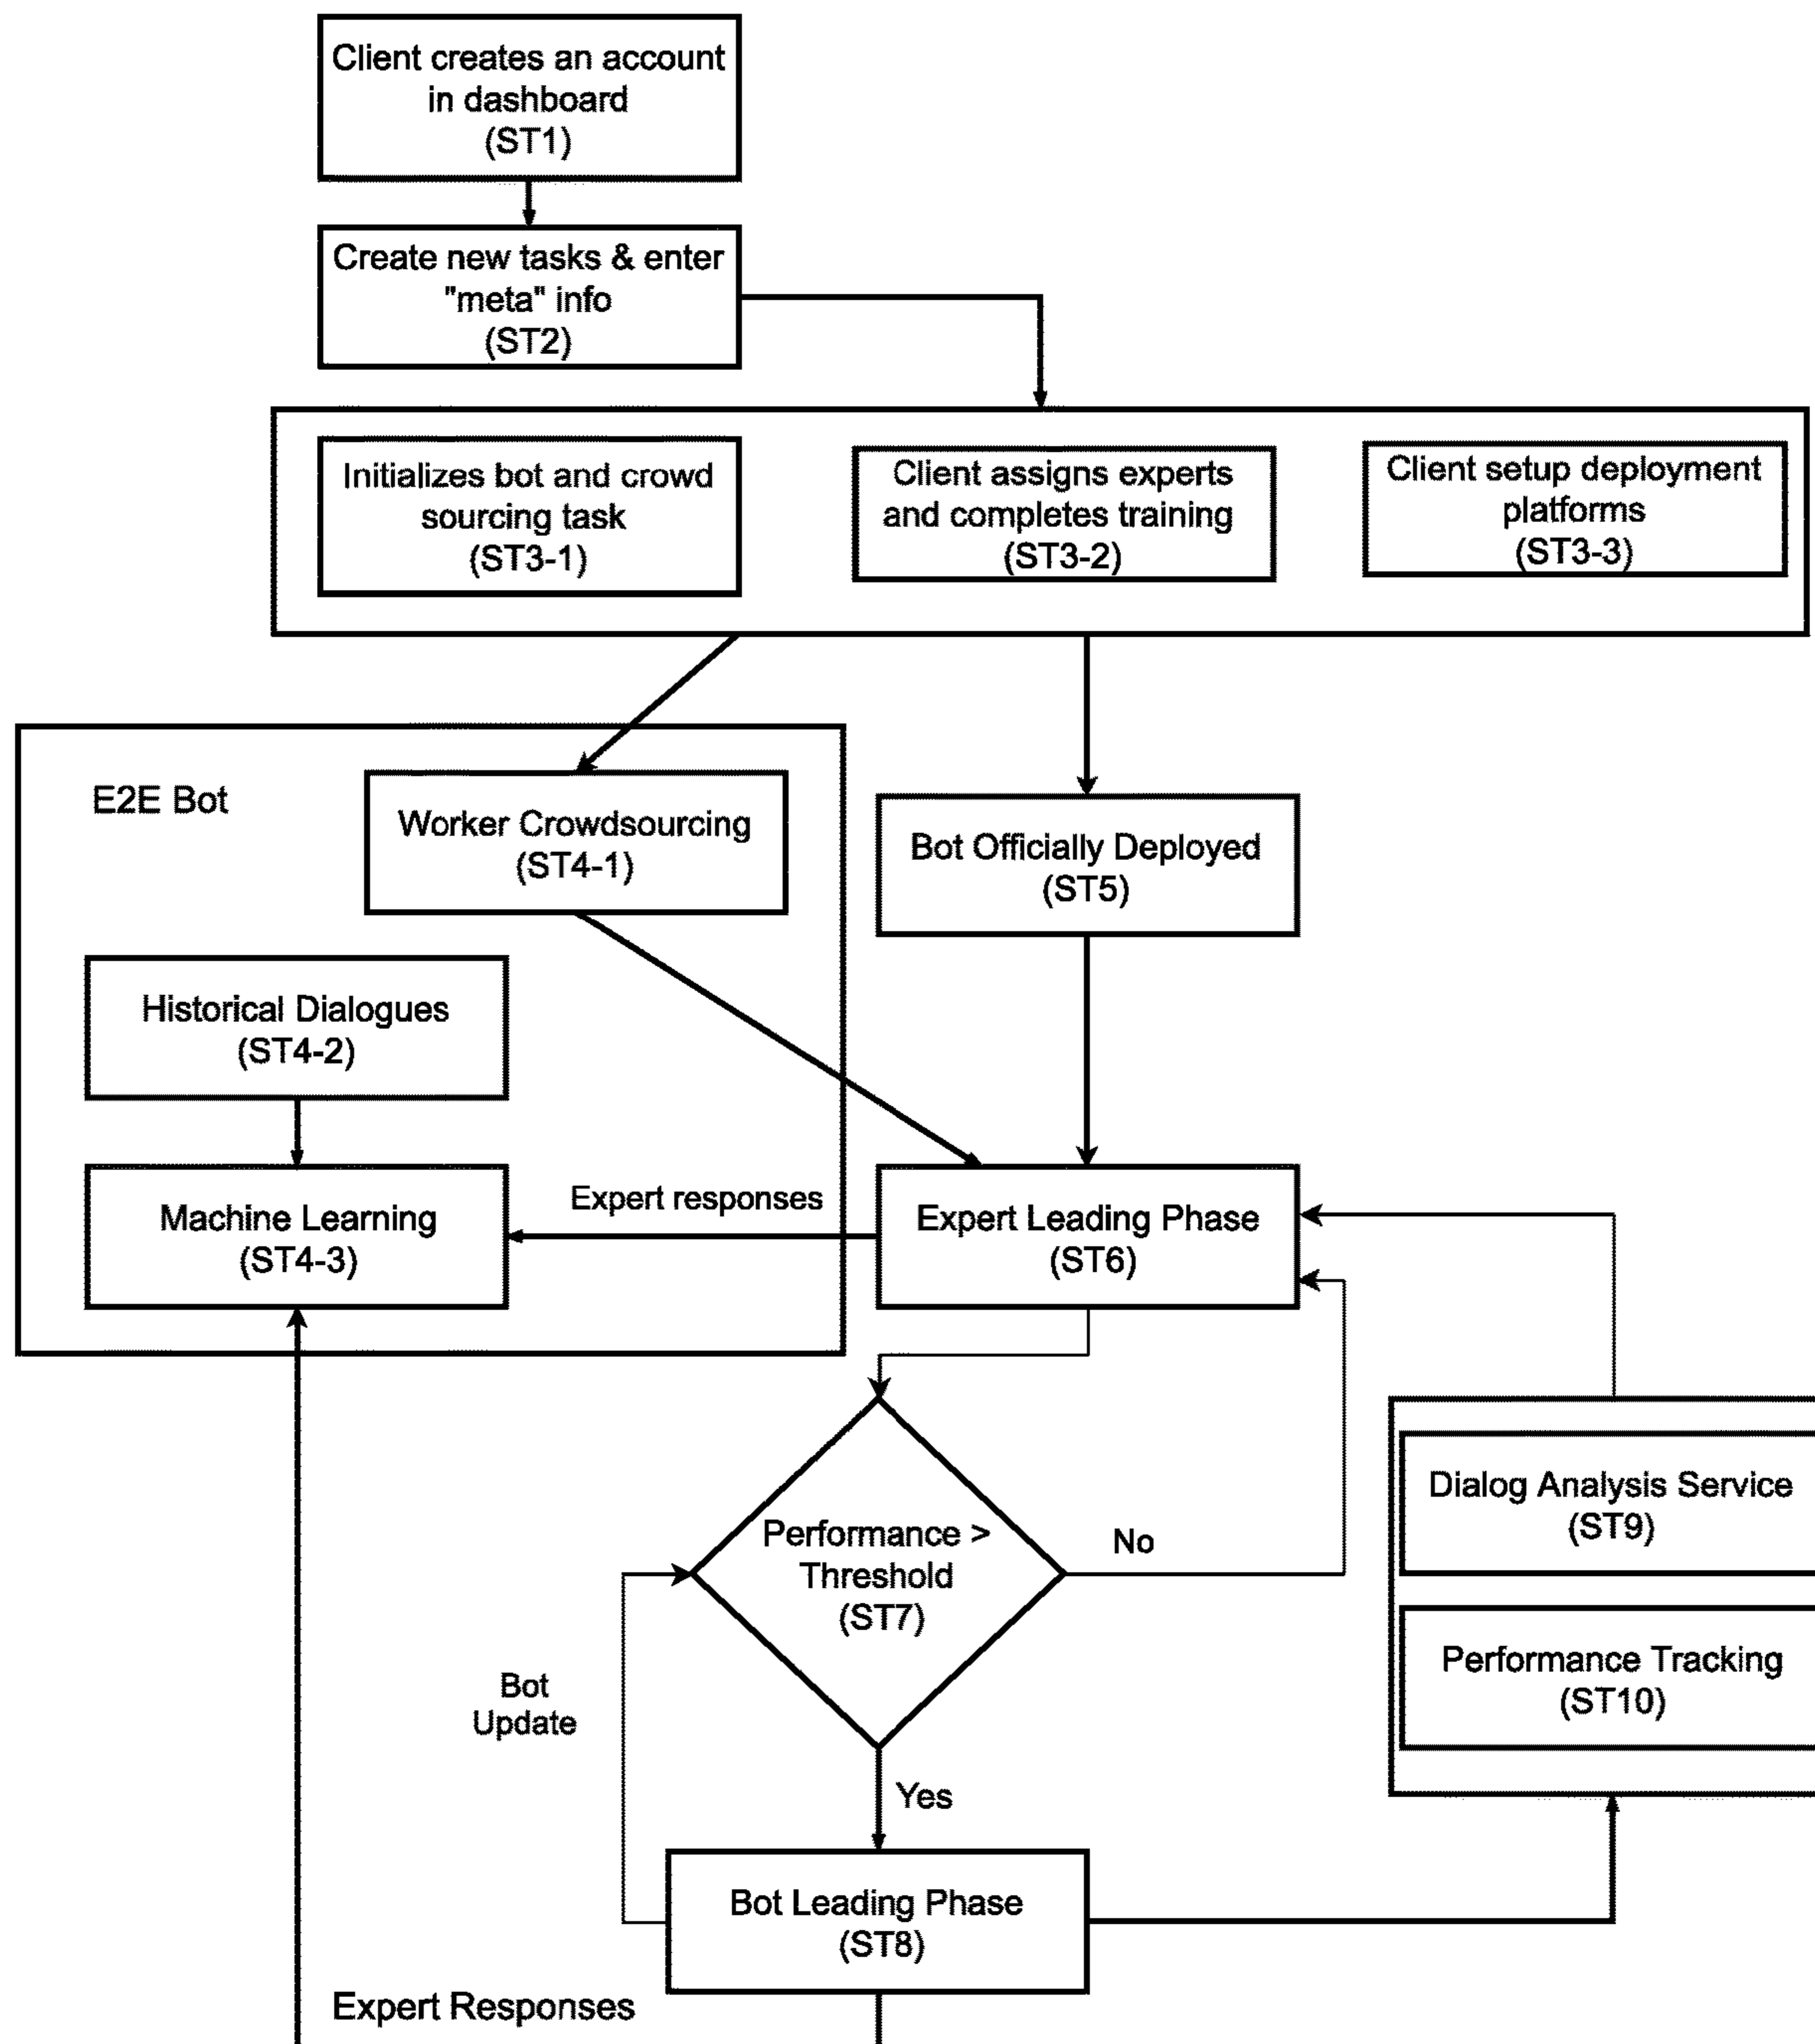 Client creates an account
in dashboard
(ST1)
Create new tasks & enter
"meta" info
(ST2)
Initializes bot and crowd
sourcing task
(ST3-1)
Client assigns experts
and completes training
(ST3-2)
Client setup deployment
platforms
(ST3-3)
E2E Bot
Worker Crowdsourcing
(ST4-1)
Bot Officially Deployed
(ST5)
Historical Dialogues
(ST4-2)
Machine Learning
(ST4-3)
Expert responses
Expert Leading Phase
(ST6)
Performance >
Threshold
(ST7)
No
Dialog Analysis Service
(ST9)
Performance Tracking
(ST10)
Bot
Update
Yes
Bot Leading Phase
(ST8)
Expert Responses